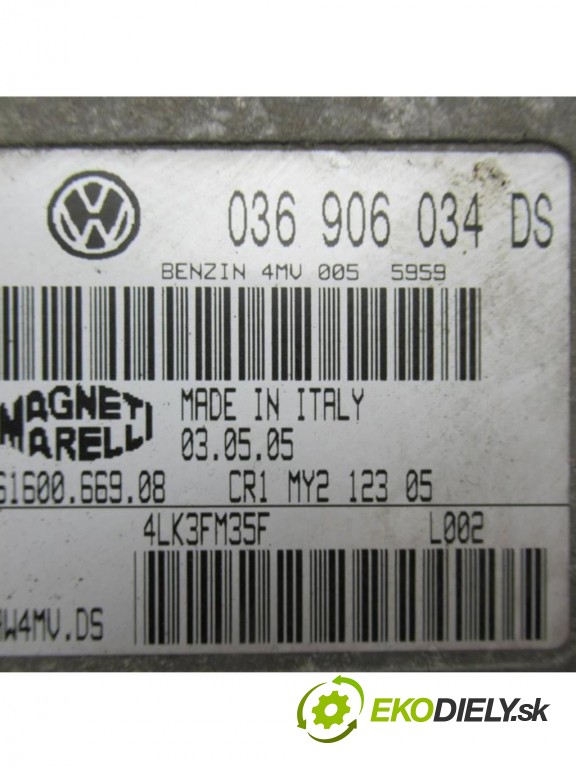 036 906 034 DS
BENZIN 4MV 005 5959
MAGNETI MARELLI
MADE IN ITALY
03.05.05
61600.669.08 CR1 MY2 123 05
4LK3FM35F L002
W4MV.DS
EKODIELY.sk